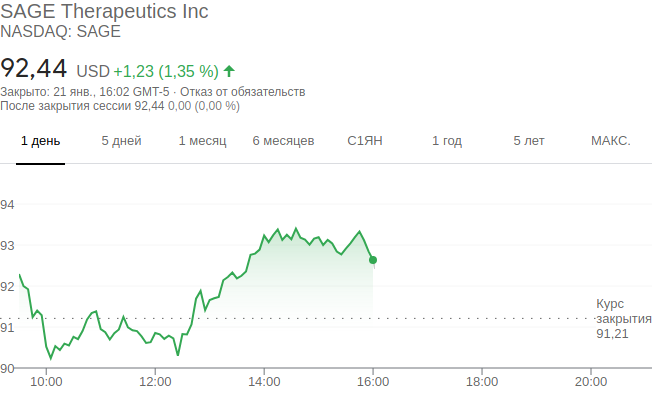 SAGE Therapeutics Inc
NASDAQ: SAGE
92,44 USD +1,23 (1,35 %)
Закрыто: 21 янв., 16:02 GMT-5 · Отказ от обязательств
После закрытия сессии 92,44 0,00 (0,00 %)
1 день 5 дней 1 месяц 6 месяцев С1ЯН 1 год 5 лет МАКС.
94
93
92
Курс
закрытия
91
91,21
90
10:00 12:00 14:00 16:00 18:00 20:00